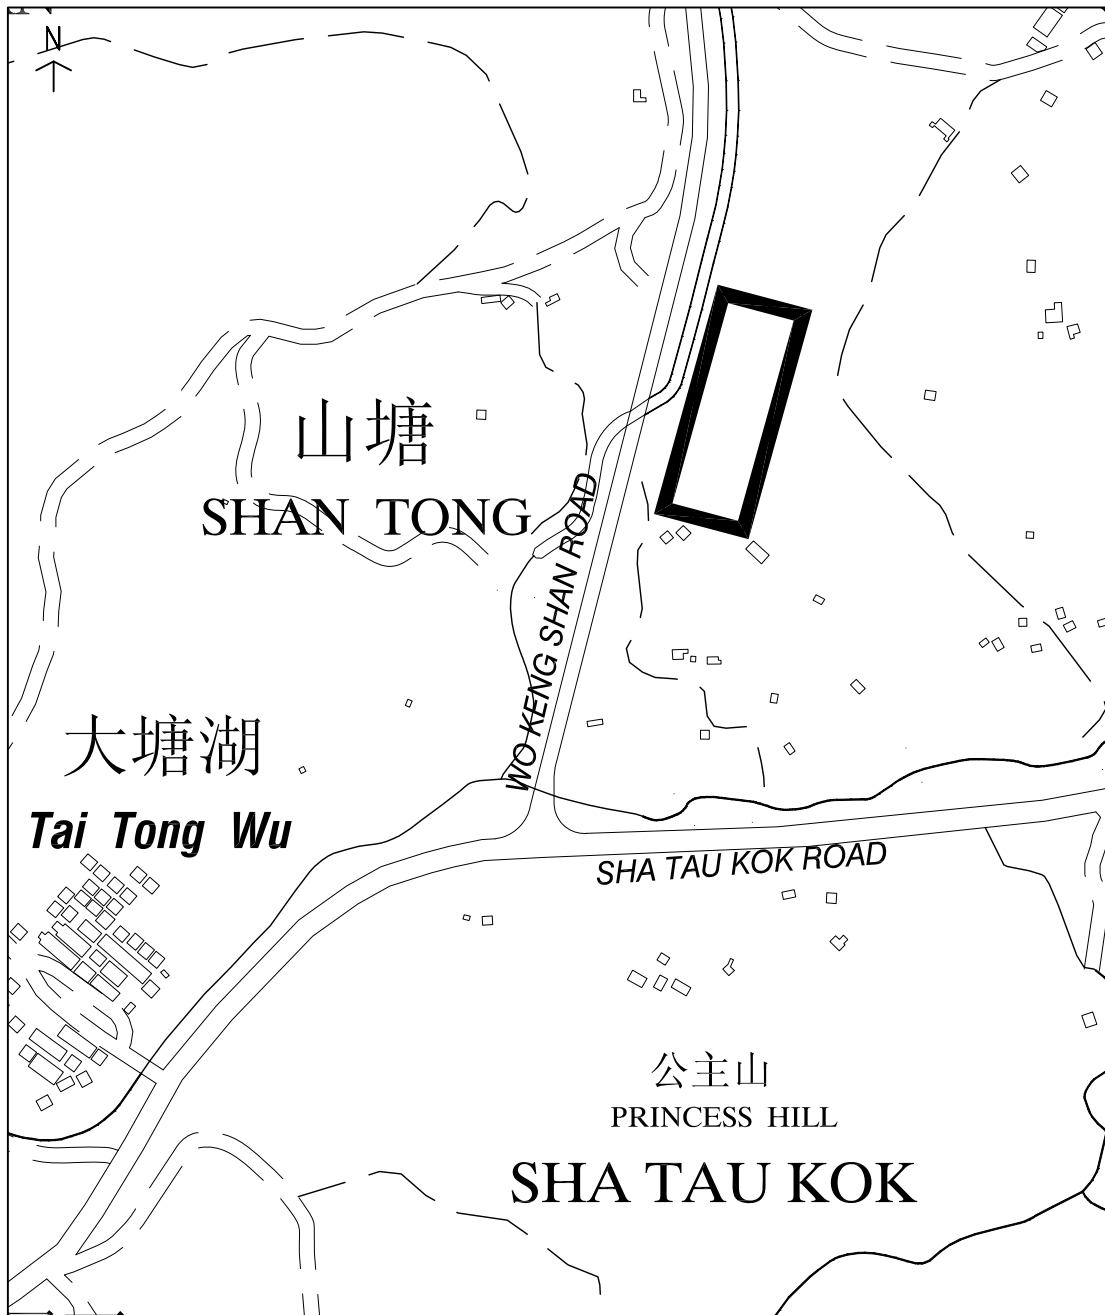 N
山塘
SHAN TONG
WO KENG SHAN ROAD
大塘湖
Tai Tong Wu
SHA TAU KOK ROAD
公主山
PRINCESS HILL
SHA TAU KOK